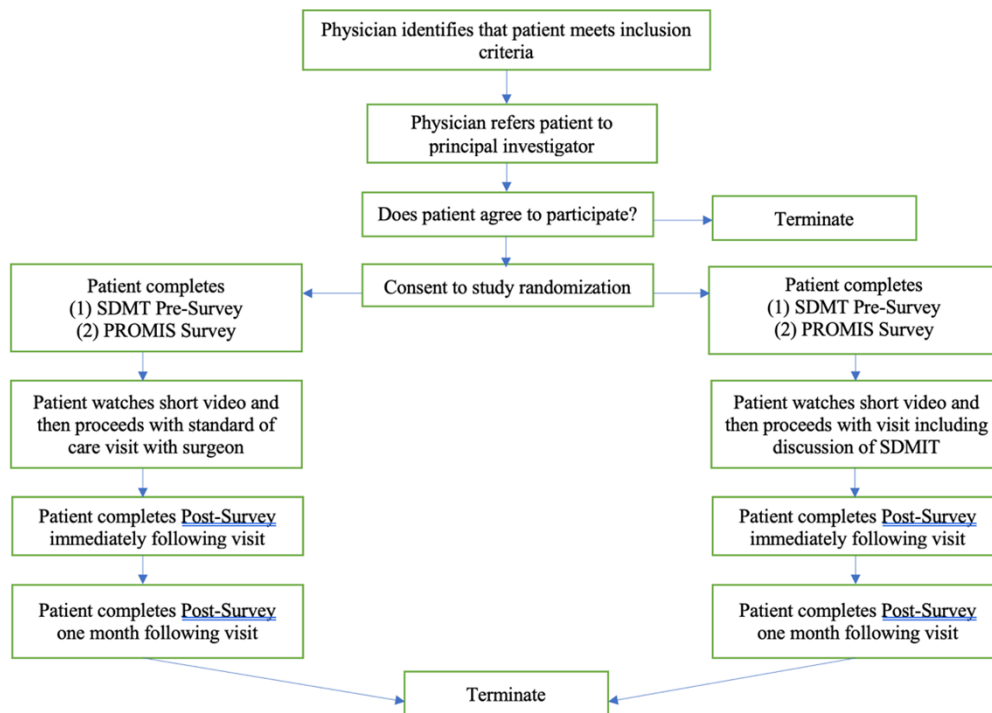 Physician identifies that patient meets inclusion
criteria
Physician refers patient to
principal investigator
Does patient agree to participate?
Terminate
Consent to study randomization
Patient completes
(1) SDMT Pre-Survey
(2) PROMIS Survey
Patient completes
(1) SDMT Pre-Survey
(2) PROMIS Survey
Patient watches short video and
then proceeds with standard of
care visit with surgeon
Patient watches short video and
then proceeds with visit including
discussion of SDMIT
Patient completes Post-Survey
immediately following visit
Patient completes Post-Survey
immediately following visit
Patient completes Post-Survey
one month following visit
Patient completes Post-Survey
one month following visit
Terminate